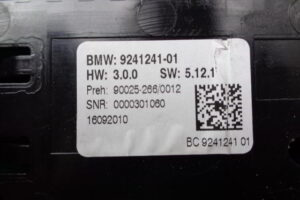 BMW: 9241241-01
HW: 3.0.0 SW: 5.12.1
Preh: 90025-266/0012
SNR: 0000301060
16092010
BC 9241241 01